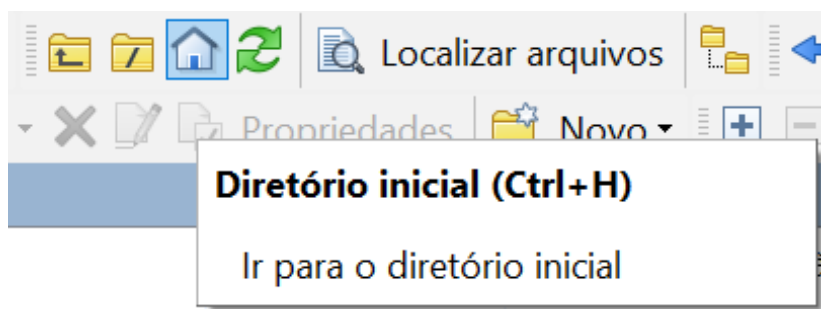 Localizar arquivos
Propriedades Novo
Diretório inicial (Ctrl+H)
Ir para o diretório inicial